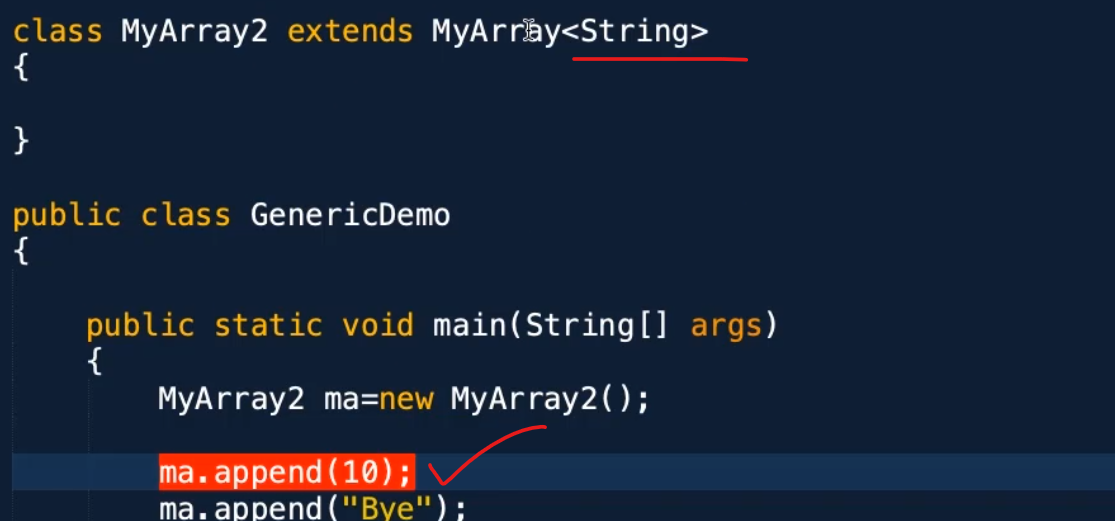 class MyArray2 extends MyArray<String>
{
}
public class GenericDemo
{
public static void main(String[] args)
{
MyArray2 ma=new MyArray2();
ma.append(10);
ma.append("Bye");